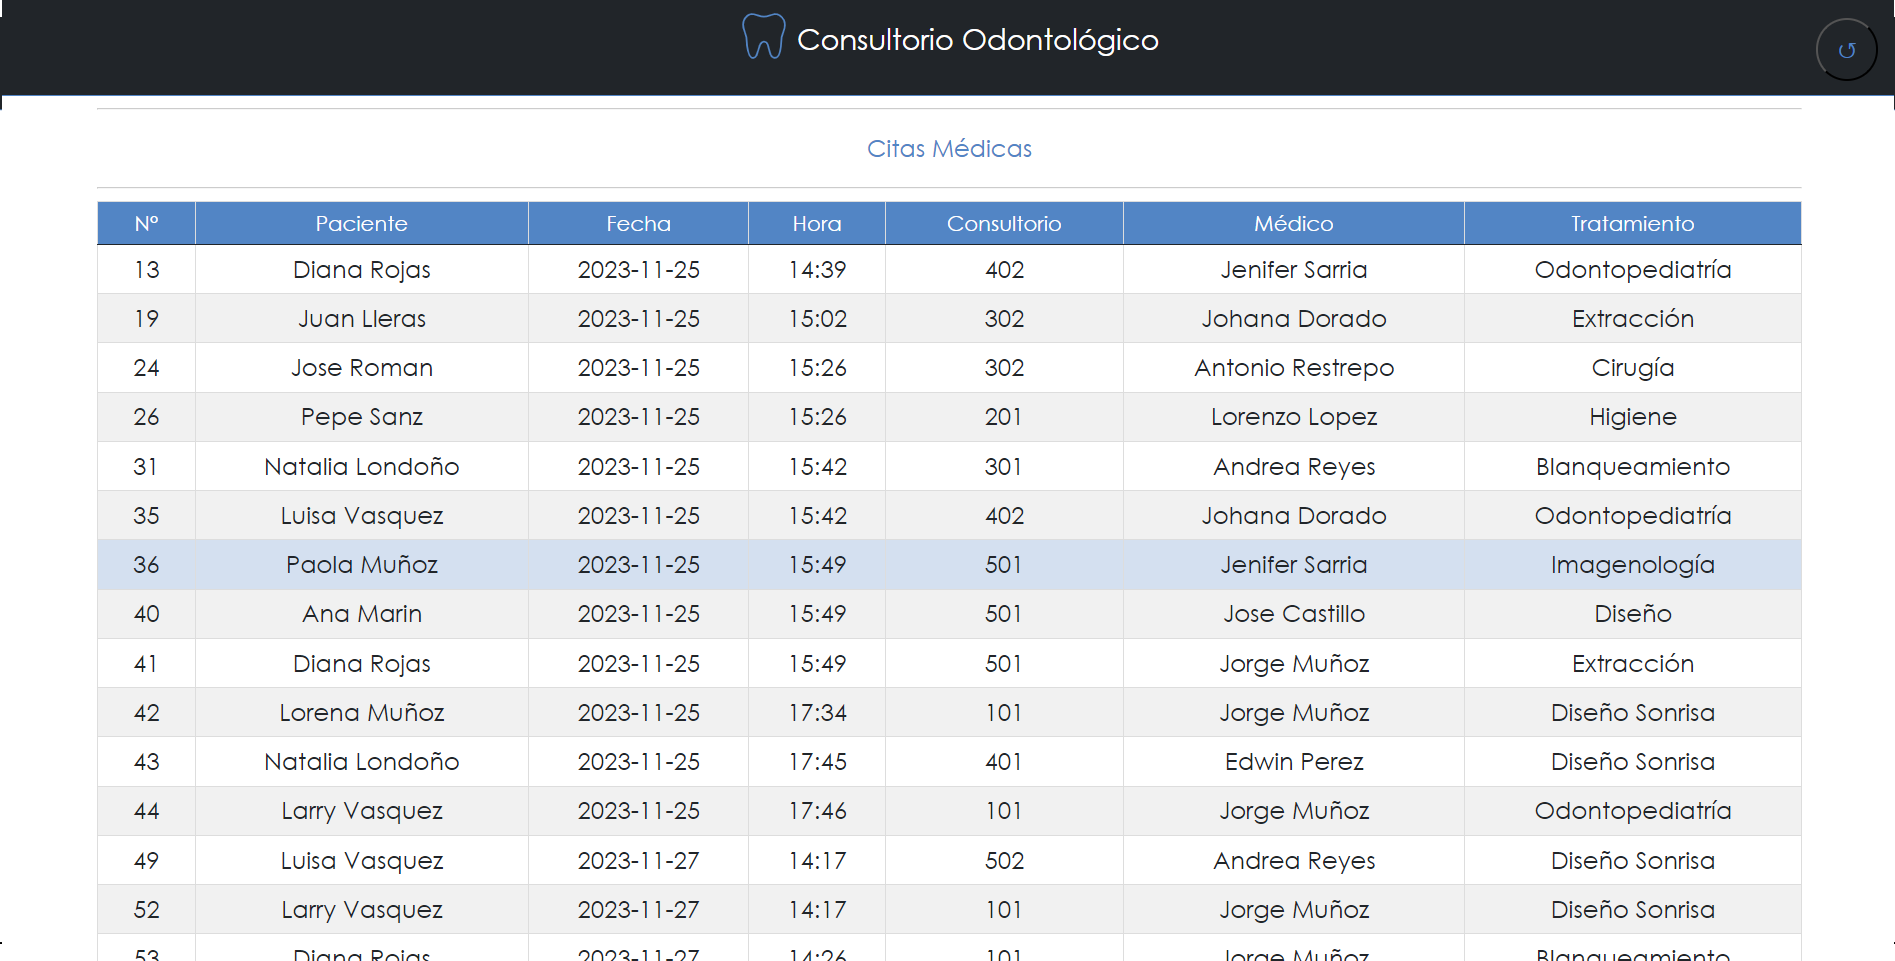 Consultorio Odontológico
Citas Médicas
N° Paciente Fecha Hora Consultorio Médico Tratamiento
13 Diana Rojas 2023-11-25 14:39 402 Jenifer Sarria Odontopediatría
19 Juan Lleras 2023-11-25 15:02 302 Johana Dorado Extracción
24 Jose Roman 2023-11-25 15:26 302 Antonio Restrepo Cirugía
26 Pepe Sanz 2023-11-25 15:26 201 Lorenzo Lopez Higiene
31 Natalia Londoño 2023-11-25 15:42 301 Andrea Reyes Blanqueamiento
35 Luisa Vasquez 2023-11-25 15:42 402 Johana Dorado Odontopediatría
36 Paola Muñoz 2023-11-25 15:49 501 Jenifer Sarria Imagenología
40 Ana Marin 2023-11-25 15:49 501 Jose Castillo Diseño
41 Diana Rojas 2023-11-25 15:49 501 Jorge Muñoz Extracción
42 Lorena Muñoz 2023-11-25 17:34 101 Jorge Muñoz Diseño Sonrisa
43 Natalia Londoño 2023-11-25 17:45 401 Edwin Perez Diseño Sonrisa
44 Larry Vasquez 2023-11-25 17:46 101 Jorge Muñoz Odontopediatría
49 Luisa Vasquez 2023-11-27 14:17 502 Andrea Reyes Diseño Sonrisa
52 Larry Vasquez 2023-11-27 14:17 101 Jorge Muñoz Diseño Sonrisa
53 Diana Rojas 2023-11-27 14:26 101 Jorge Muñoz Blanqueamiento